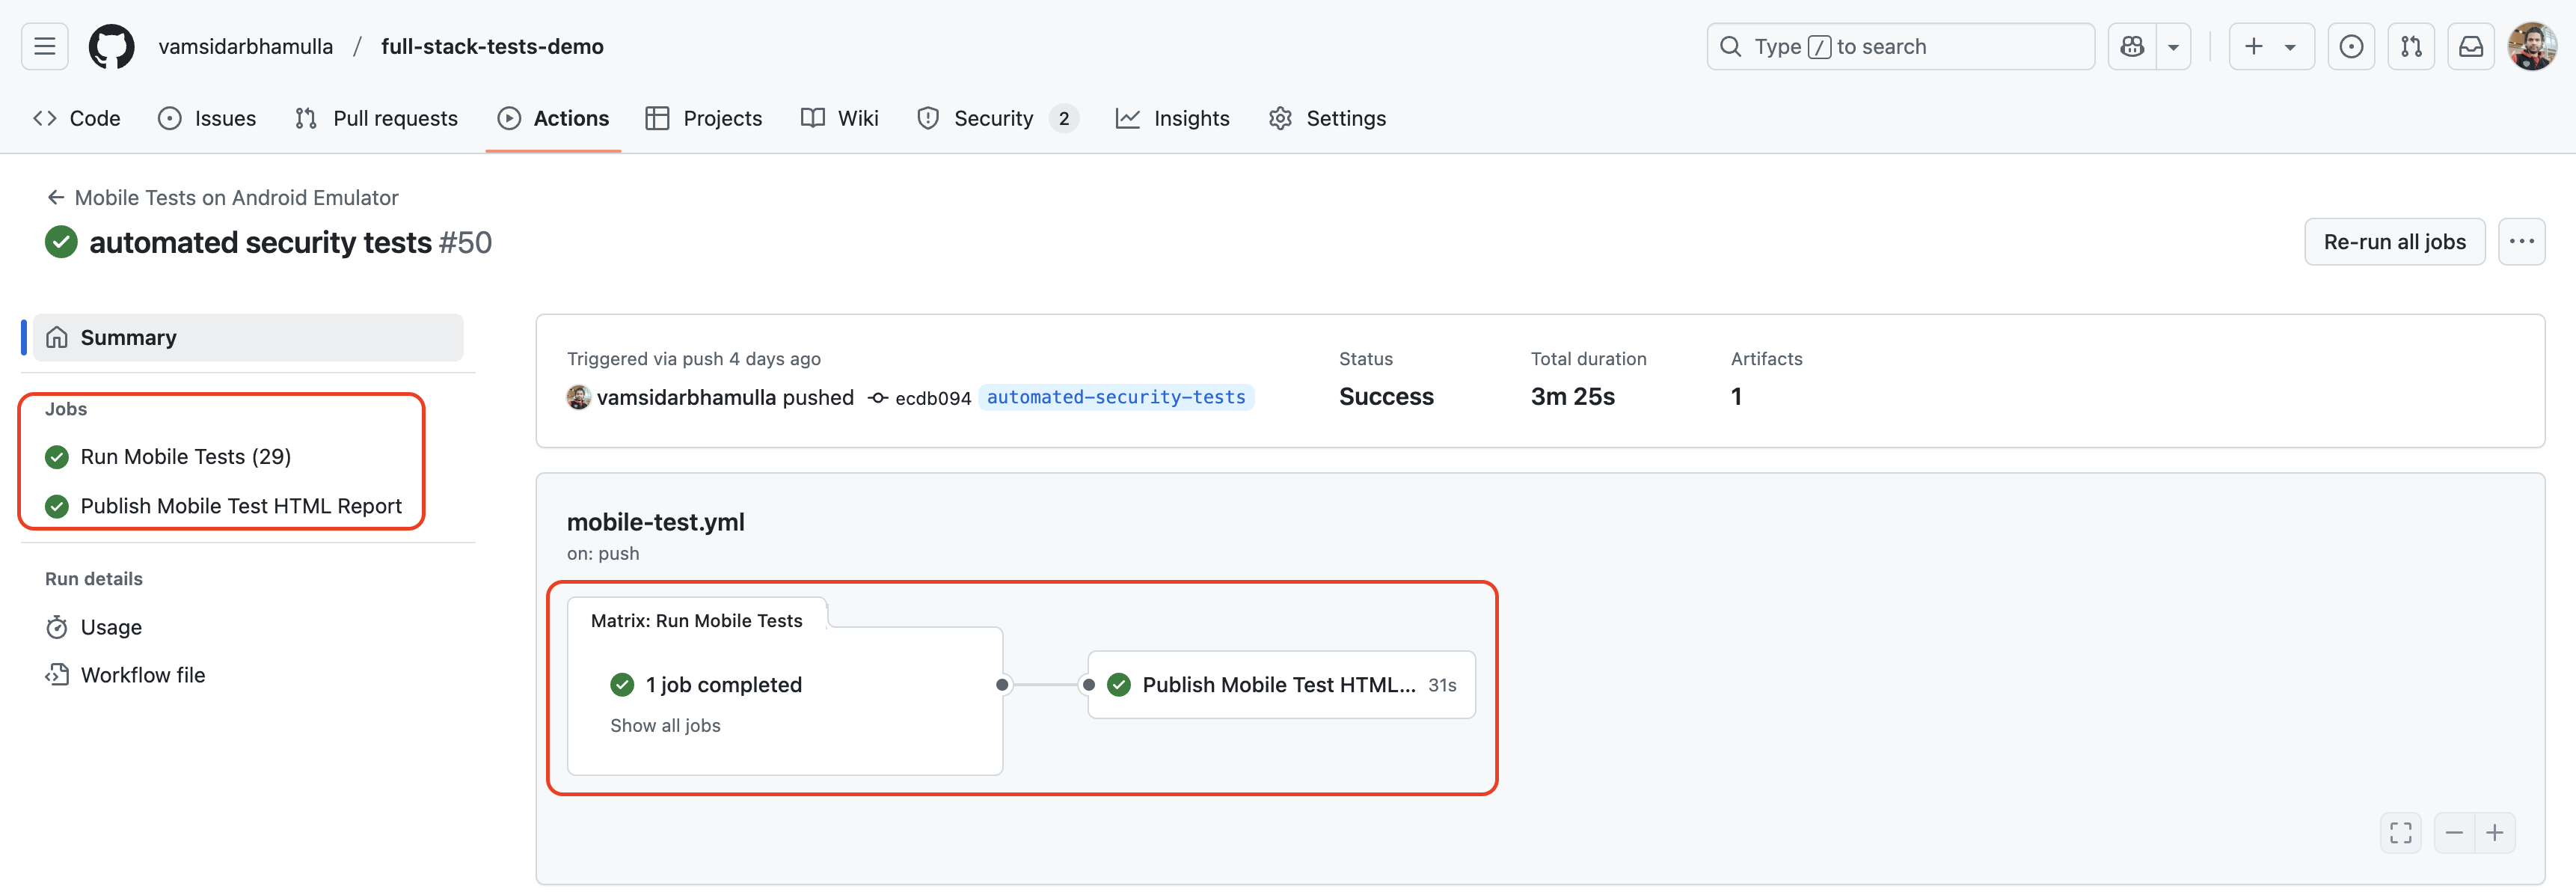 vamsidarbhamulla / full-stack-tests-demo
Type / to search
Code Issues Pull requests Actions Projects Wiki Security 2 Insights Settings
Mobile Tests on Android Emulator
automated security tests #50
Re-run all jobs
Summary
Jobs
Run Mobile Tests (29)
Publish Mobile Test HTML Report
Run details
Usage
Workflow file
Triggered via push 4 days ago
vamsidarbhamulla pushed ecdb094 automated-security-tests
Status
Success
Total duration
3m 25s
Artifacts
1
mobile-test.yml
on: push
Matrix: Run Mobile Tests
1 job completed
Show all jobs
Publish Mobile Test HTML... 31s